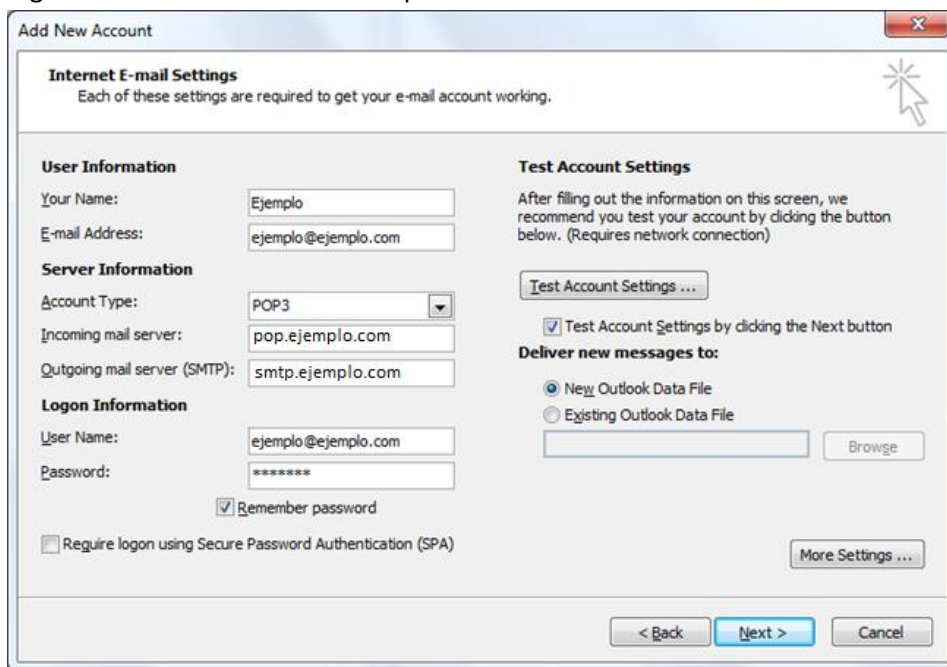 Add New Account
Internet E-mail Settings
Each of these settings are required to get your e-mail account working.
User Information
Your Name:
Ejemplo
E-mail Address:
ejemplo@ejemplo.com
Server Information
Account Type:
POP3
Incoming mail server:
pop.ejemplo.com
Outgoing mail server (SMTP):
smtp.ejemplo.com
Logon Information
User Name:
ejemplo@ejemplo.com
Password:
*******
Remember password
Require logon using Secure Password Authentication (SPA)
Test Account Settings
After filling out the information on this screen, we
recommend you test your account by clicking the button
below. (Requires network connection)
Test Account Settings ...
Test Account Settings by clicking the Next button
Deliver new messages to:
New Outlook Data File
Existing Outlook Data File
Browse
More Settings ...
< Back
Next >
Cancel